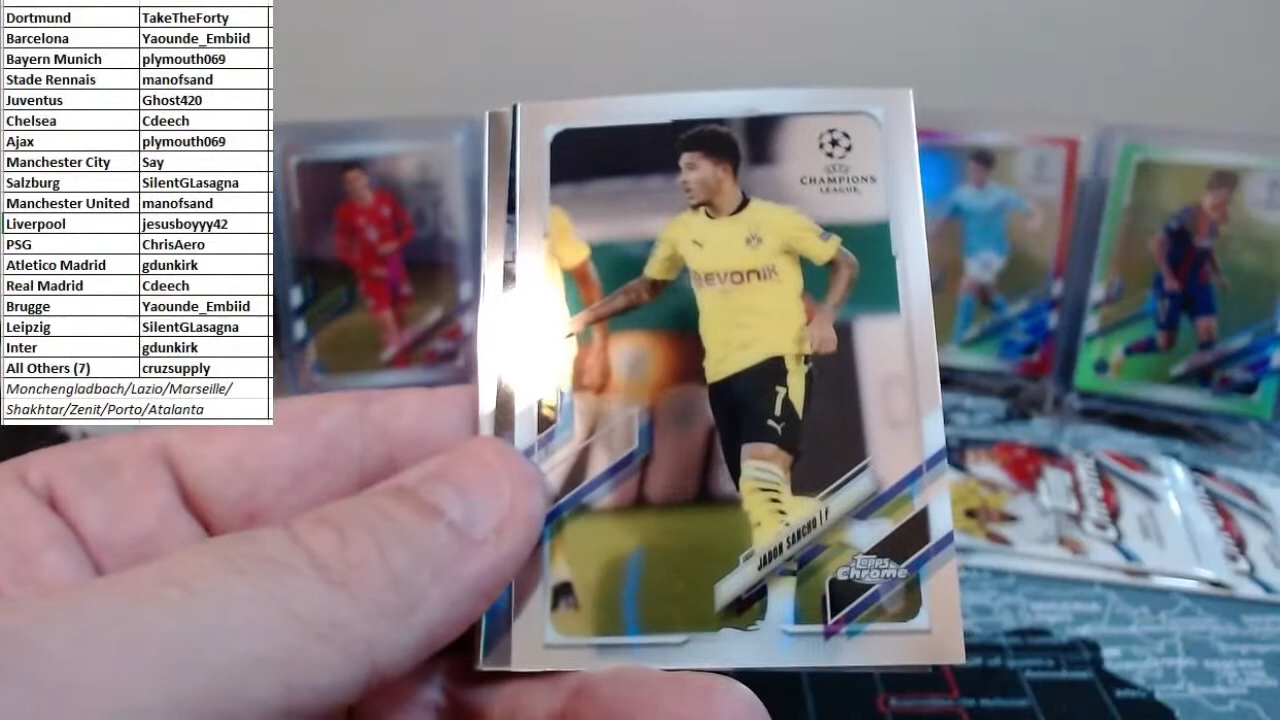 Dortmund TakeTheForty
Barcelona Yaounde_Embiid
Bayern Munich plymouth069
Stade Rennais manofsand
Juventus Ghost420
Chelsea Cdeech
Ajax plymouth069
Manchester City Say
Salzburg SilentGLasagna
Manchester United manofsand
Liverpool jesusboyyy42
PSG ChrisAero
Atletico Madrid gdunkirk
Real Madrid Cdeech
Brugge Yaounde_Embiid
Leipzig SilentGLasagna
Inter gdunkirk
All Others (7) cruzsupply
Monchengladbach/Lazio/Marseille/
Shakhtar/Zenit/Porto/Atalanta
UEFA
CHAMPIONS
LEAGUE
EVONIK
7
JADON SANCHO | F
Topps
Chrome